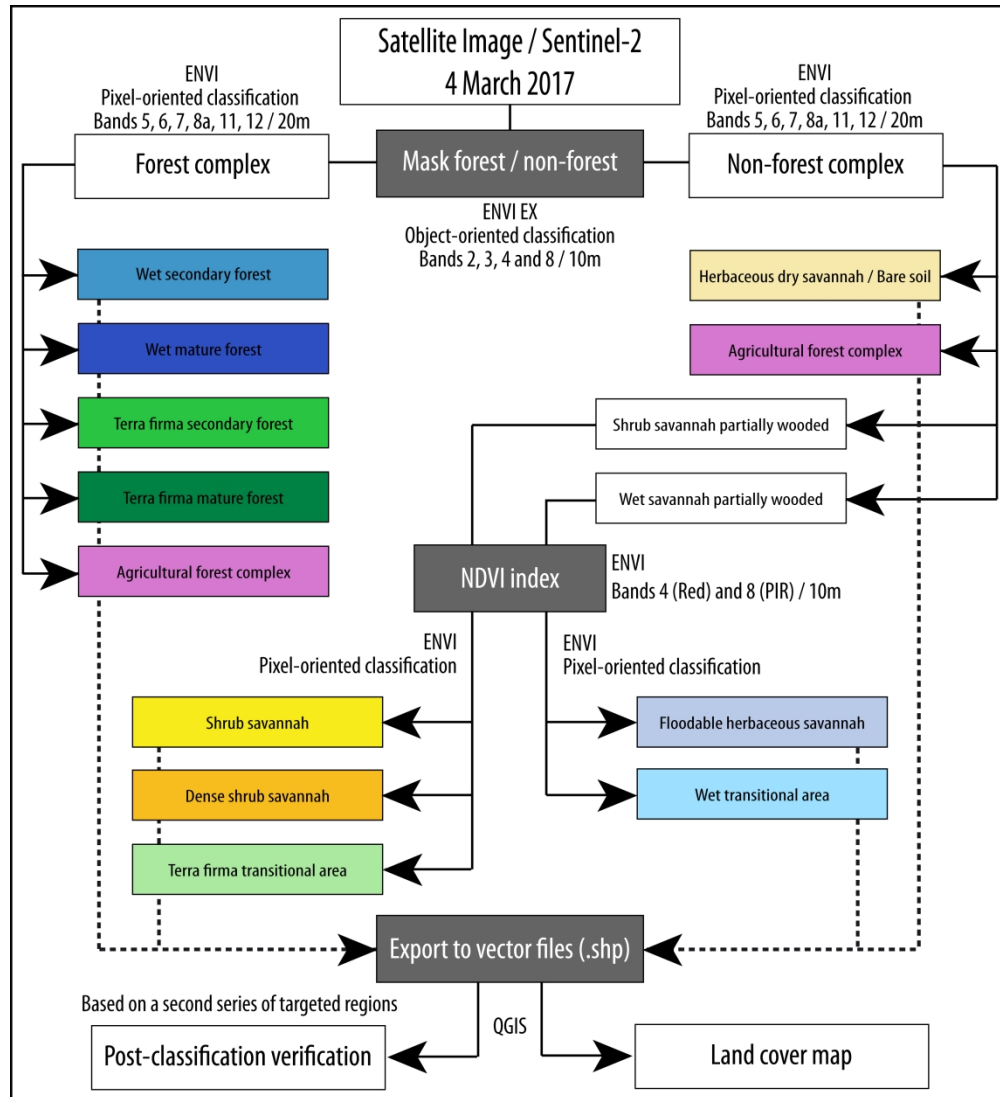 Satellite Image / Sentinel-2
4 March 2017
ENVI
Pixel-oriented classification
Bands 5, 6, 7, 8a, 11, 12 / 20m
Forest complex
Mask forest / non-forest
ENVI EX
Object-oriented classification
Bands 2, 3, 4 and 8 / 10m
ENVI
Pixel-oriented classification
Bands 5, 6, 7, 8a, 11, 12 / 20m
Non-forest complex
Wet secondary forest
Wet mature forest
Terra firma secondary forest
Terra firma mature forest
Agricultural forest complex
Herbaceous dry savannah / Bare soil
Agricultural forest complex
Shrub savannah partially wooded
Wet savannah partially wooded
NDVI index
ENVI
Bands 4 (Red) and 8 (PIR) / 10m
ENVI
Pixel-oriented classification
ENVI
Pixel-oriented classification
Shrub savannah
Dense shrub savannah
Terra firma transitional area
Floodable herbaceous savannah
Wet transitional area
Export to vector files (.shp)
Based on a second series of targeted regions
QGIS
Post-classification verification
Land cover map